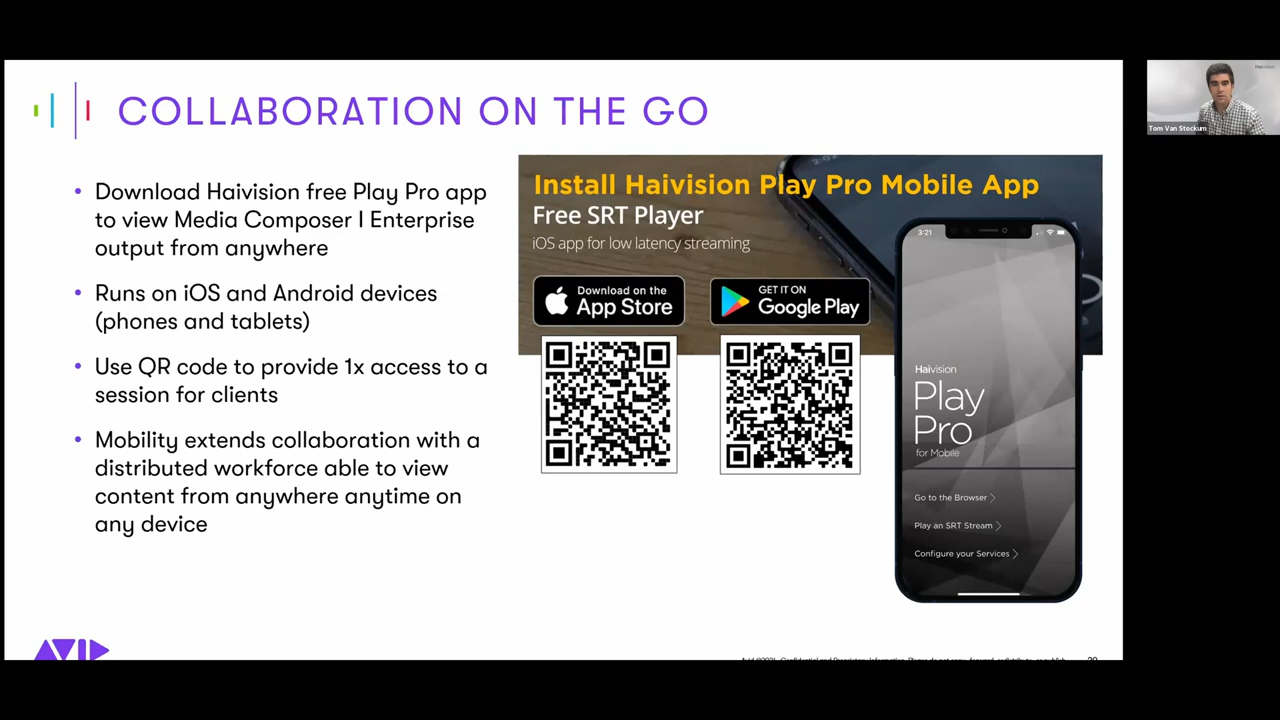 COLLABORATION ON THE GO
• Download Haivision free Play Pro app
to view Media Composer | Enterprise
output from anywhere
• Runs on iOS and Android devices
(phones and tablets)
• Use QR code to provide 1x access to a
session for clients
• Mobility extends collaboration with a
distributed workforce able to view
content from anywhere anytime on
any device
Install Haivision Play Pro Mobile App
Free SRT Player
iOS app for low latency streaming
Download on the
App Store
GET IT ON
Google Play
3:21
Haivision
Play
Pro
for Mobile
Go to the Browser
Play an SRT Stream
Configure your Services
AVID
Tom Van Stockum